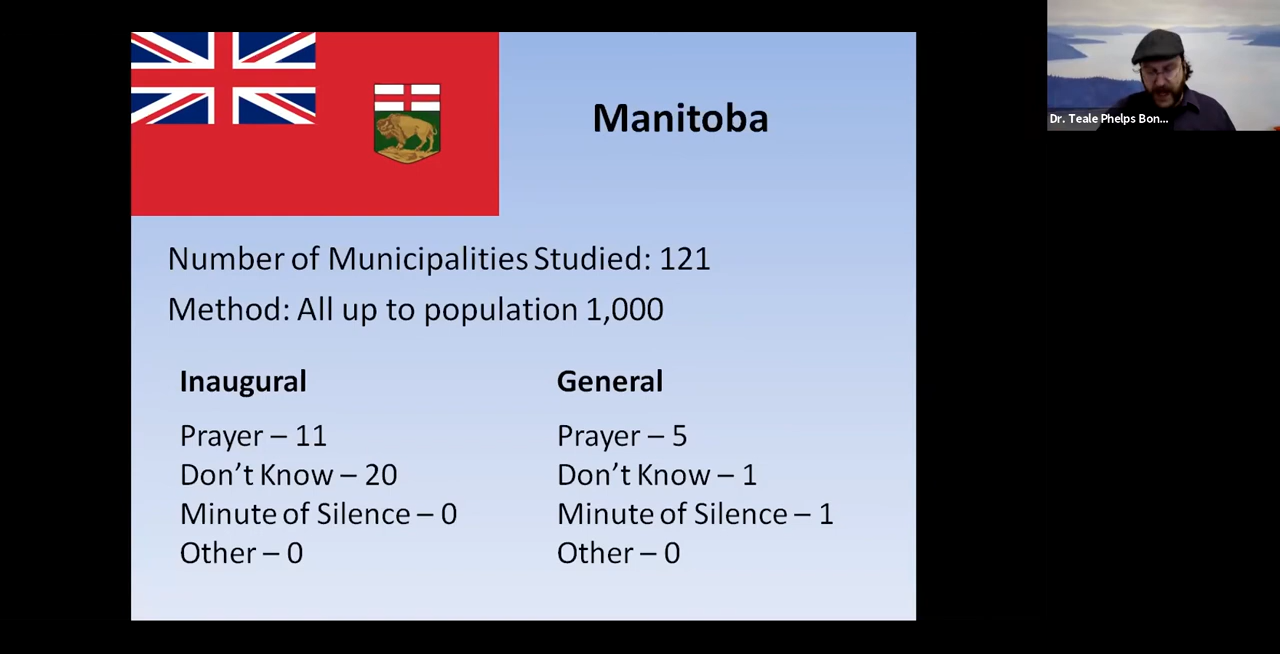 Manitoba
Number of Municipalities Studied: 121
Method: All up to population 1,000
Inaugural
Prayer – 11
Don't Know – 20
Minute of Silence – 0
Other – 0
General
Prayer – 5
Don't Know – 1
Minute of Silence – 1
Other – 0
Dr. Teale Phelps Bon...